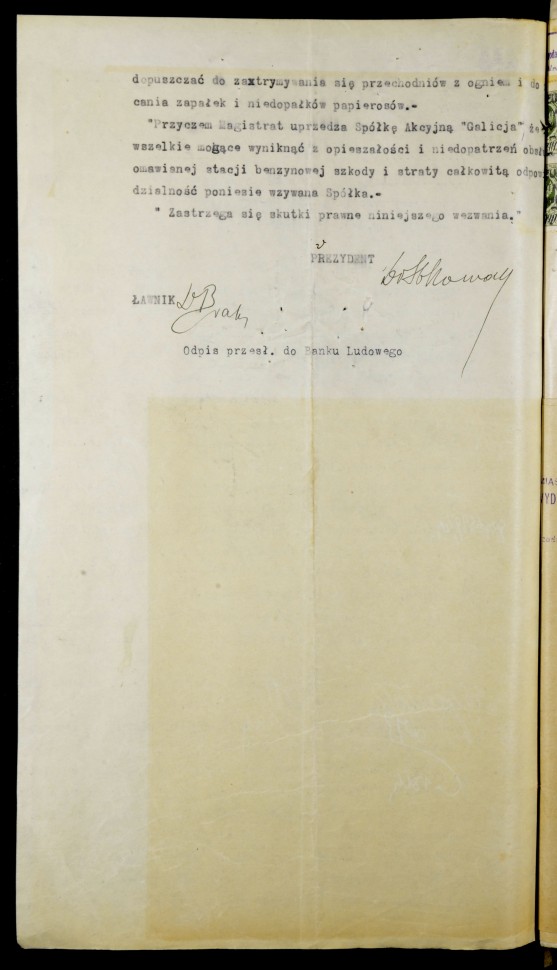 dopuszczać do zaxtrymywania się przechodniów z ogniem i do
cania zapałek i niedopałków papierosów.-
"Przyczem Magistrat uprzedza Spółkę Akcyjną "Galicja", że
wszelkie mogące wyniknąć z opieszałości i niedopatrzeń obsł
omawianej stacji benzynowej szkody i straty całkowitą odpow
dzialność poniesie wzywana Spółka.-
" Zastrzega się skutki prawne niniejszego wezwania."
PREZYDENT
ŁAWNIK
Odpis przesł. do Banku Ludowego